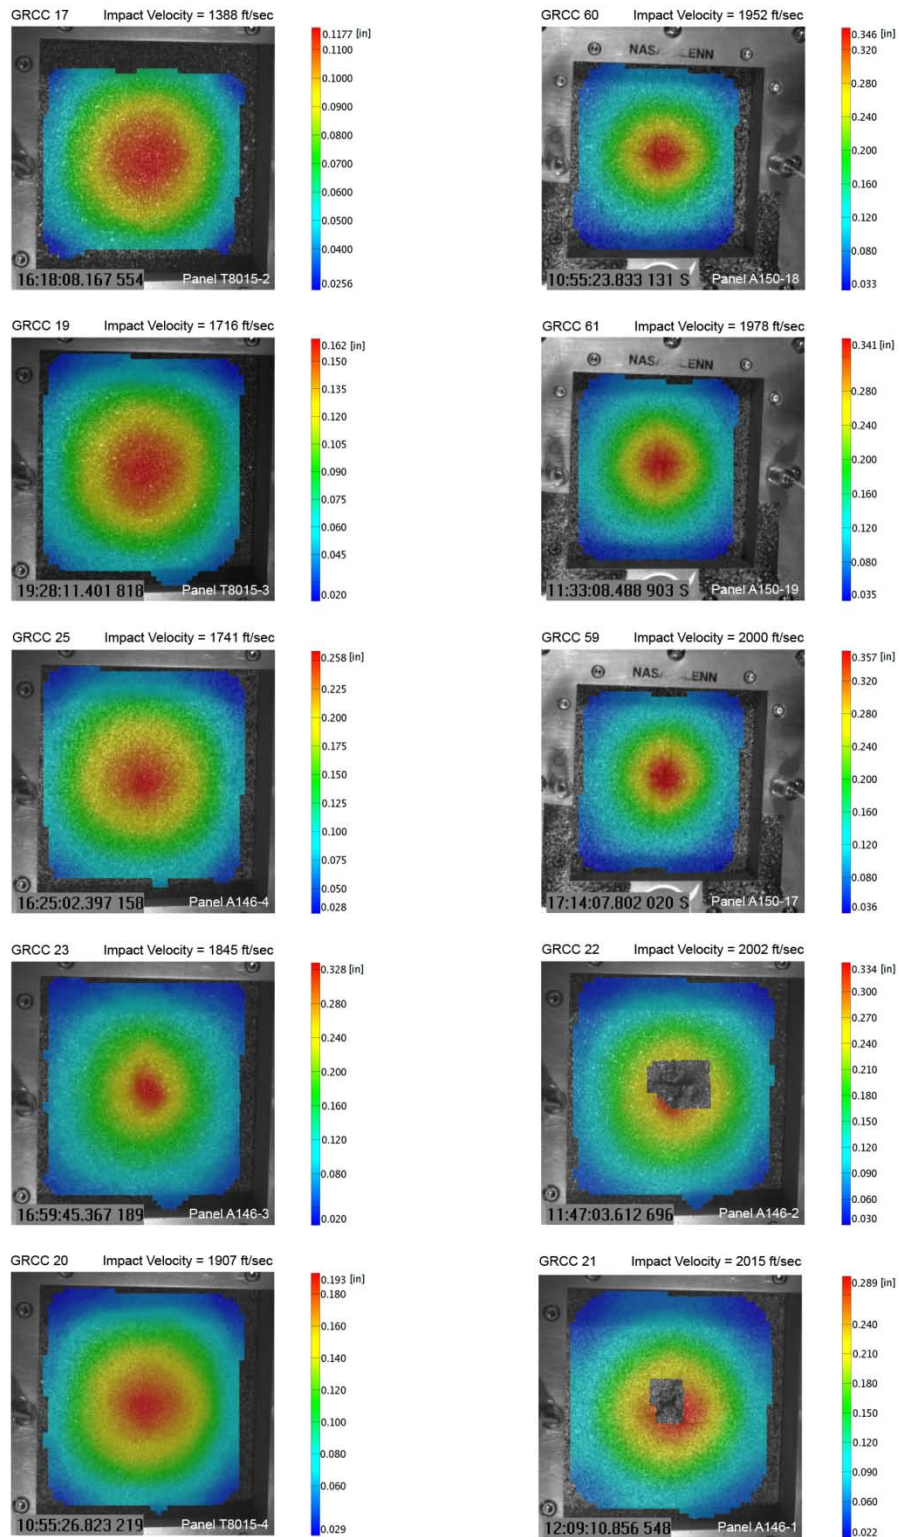 GRCC 17 Impact Velocity = 1388 ft/sec
0.1177 [in]
0.1100
0.1000
0.0900
0.0800
0.0700
0.0600
0.0500
0.0400
0.0256
16:18:08.167 554
Panel T8015-2
GRCC 60 Impact Velocity = 1952 ft/sec
NAS LENN
0.346 [in]
0.320
0.280
0.240
0.200
0.160
0.120
0.080
0.033
10:55:23.833 131 S
Panel A150-18
GRCC 19 Impact Velocity = 1716 ft/sec
0.162 [in]
0.150
0.135
0.120
0.105
0.090
0.075
0.060
0.045
0.020
19:28:11.401 818
Panel T8015-3
GRCC 61 Impact Velocity = 1978 ft/sec
NAS LENN
0.341 [in]
0.280
0.240
0.200
0.160
0.120
0.080
0.035
11:33:08.488 903 S
Panel A150-19
GRCC 25 Impact Velocity = 1741 ft/sec
0.258 [in]
0.225
0.200
0.175
0.150
0.125
0.100
0.075
0.050
0.028
16:25:02.397 158
Panel A146-4
GRCC 59 Impact Velocity = 2000 ft/sec
NAS LENN
0.357 [in]
0.320
0.280
0.240
0.200
0.160
0.120
0.080
0.036
17:14:07.802 020 S
Panel A150-17
GRCC 23 Impact Velocity = 1845 ft/sec
0.328 [in]
0.280
0.240
0.200
0.160
0.120
0.080
0.020
16:59:45.367 189
Panel A146-3
GRCC 22 Impact Velocity = 2002 ft/sec
0.334 [in]
0.300
0.270
0.240
0.210
0.180
0.150
0.120
0.090
0.060
0.030
11:47:03.612 696
Panel A146-2
GRCC 20 Impact Velocity = 1907 ft/sec
0.193 [in]
0.180
0.160
0.140
0.120
0.100
0.080
0.060
0.029
10:55:26.823 219
Panel T8015-4
GRCC 21 Impact Velocity = 2015 ft/sec
0.289 [in]
0.240
0.210
0.180
0.150
0.120
0.090
0.060
0.022
12:09:10.856 548
Panel A146-1